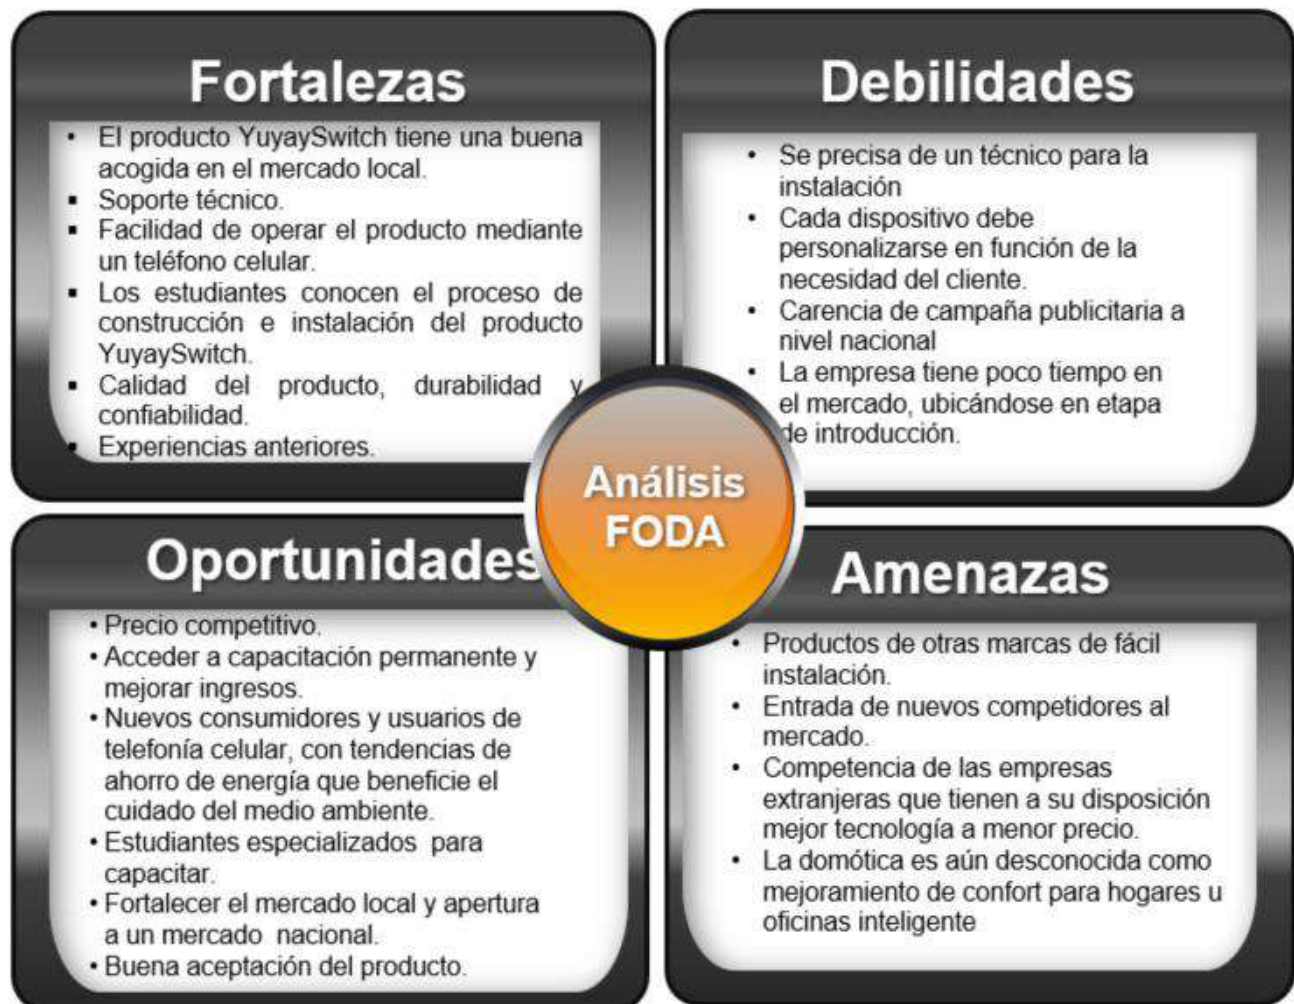 Fortalezas
• El producto YuyaySwitch tiene una buena
acogida en el mercado local.
▪ Soporte técnico.
▪ Facilidad de operar el producto mediante
un teléfono celular.
▪ Los estudiantes conocen el proceso de
construcción e instalación del producto
YuyaySwitch.
▪ Calidad del producto, durabilidad y
confiabilidad.
▪ Experiencias anteriores.
Debilidades
• Se precisa de un técnico para la
instalación
• Cada dispositivo debe
personalizarse en función de la
necesidad del cliente.
• Carencia de campaña publicitaria a
nivel nacional
• La empresa tiene poco tiempo en
el mercado, ubicándose en etapa
de introducción.
Análisis
FODA
Oportunidades
• Precio competitivo.
• Acceder a capacitación permanente y
mejorar ingresos.
• Nuevos consumidores y usuarios de
telefonía celular, con tendencias de
ahorro de energía que beneficie el
cuidado del medio ambiente.
• Estudiantes especializados para
capacitar.
• Fortalecer el mercado local y apertura
a un mercado nacional.
• Buena aceptación del producto.
Amenazas
• Productos de otras marcas de fácil
instalación.
• Entrada de nuevos competidores al
mercado.
• Competencia de las empresas
extranjeras que tienen a su disposición
mejor tecnología a menor precio.
• La domótica es aún desconocida como
mejoramiento de confort para hogares u
oficinas inteligente